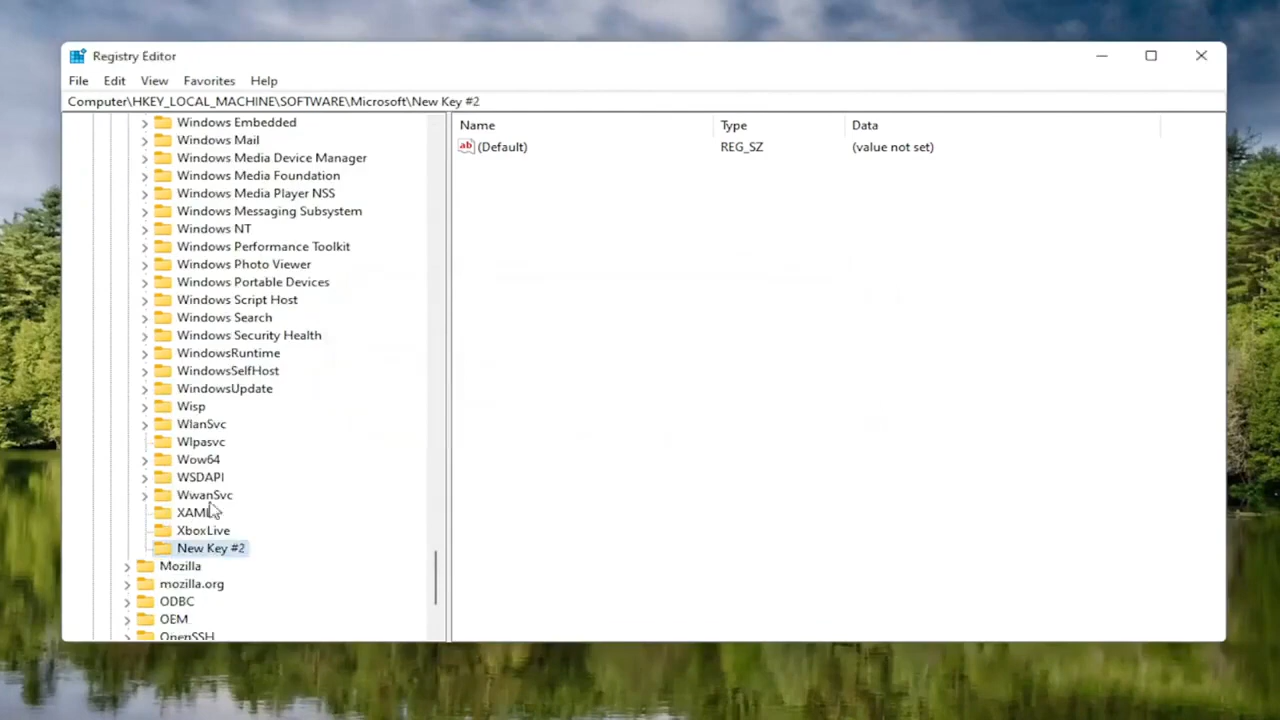 Registry Editor
File Edit View Favorites Help
Computer\HKEY_LOCAL_MACHINE\SOFTWARE\Microsoft\New Key #2
Name Type Data
ab (Default) REG_SZ (value not set)
Windows Embedded
Windows Mail
Windows Media Device Manager
Windows Media Foundation
Windows Media Player NSS
Windows Messaging Subsystem
Windows NT
Windows Performance Toolkit
Windows Photo Viewer
Windows Portable Devices
Windows Script Host
Windows Search
Windows Security Health
WindowsRuntime
WindowsSelfHost
WindowsUpdate
Wisp
WlanSvc
Wlpasvc
Wow64
WSDAPI
WwanSvc
XAML
XboxLive
New Key #2
Mozilla
mozilla.org
ODBC
OEM
OpenSSH